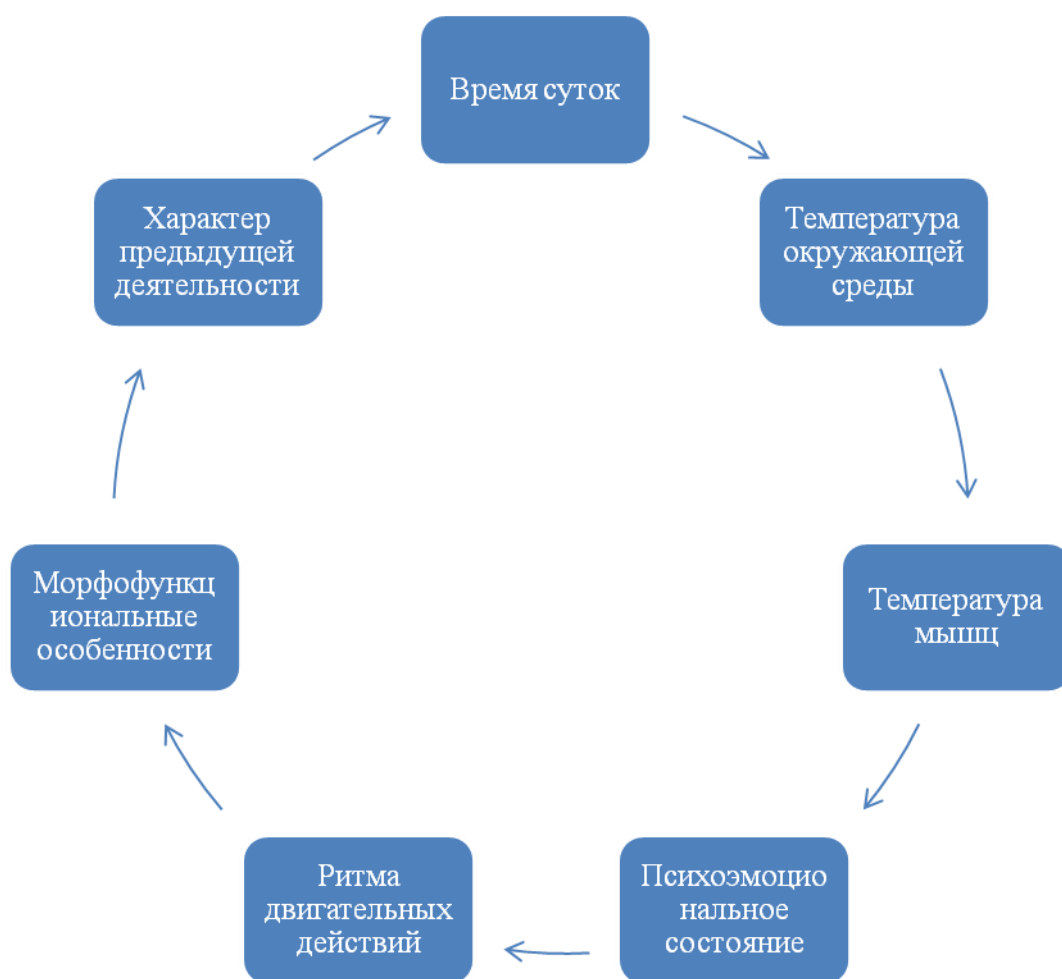 Время суток
Температура
окружающей
среды
Температура
мышц
Психоэмоцио
нальное
состояние
Ритма
двигательных
действий
Морфофункц
иональные
особенности
Характер
предыдущей
деятельности